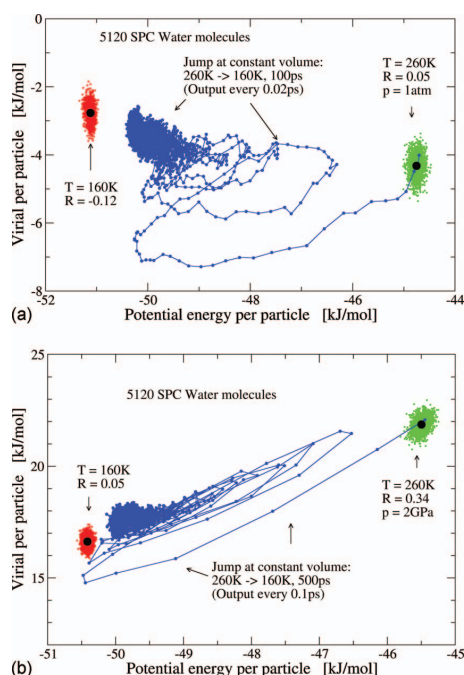 5120 SPC Water molecules
Jump at constant volume:
260K -> 160K, 100ps
(Output every 0.02ps)
T = 260K
R = 0.05
p = 1atm
T = 160K
R = -0.12
Virial per particle [kJ/mol]
0
-2
-4
-6
-8
-52
-50
-48
-46
-44
(a)
Potential energy per particle [kJ/mol]
5120 SPC Water molecules
T = 160K
R = 0.05
T = 260K
R = 0.34
p = 2GPa
Jump at constant volume:
260K -> 160K, 500ps
(Output every 0.1ps)
Virial per particle [kJ/mol]
25
20
15
-51
-50
-49
-48
-47
-46
-45
(b)
Potential energy per particle [kJ/mol]